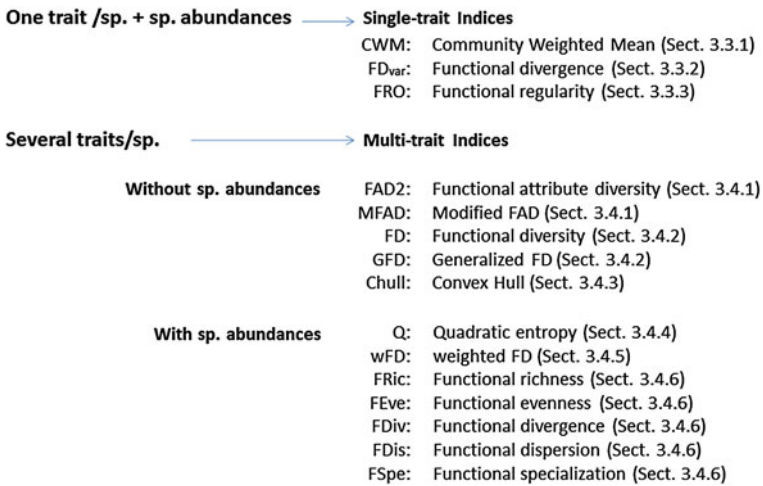 One trait /sp. + sp. abundances Single-trait Indices
CWM: Community Weighted Mean (Sect. 3.3.1)
FDvar: Functional divergence (Sect. 3.3.2)
FRO: Functional regularity (Sect. 3.3.3)
Several traits/sp. Multi-trait Indices
Without sp. abundances FAD2: Functional attribute diversity (Sect. 3.4.1)
MFAD: Modified FAD (Sect. 3.4.1)
FD: Functional diversity (Sect. 3.4.2)
GFD: Generalized FD (Sect. 3.4.2)
Chull: Convex Hull (Sect. 3.4.3)
With sp. abundances Q: Quadratic entropy (Sect. 3.4.4)
wFD: weighted FD (Sect. 3.4.5)
FRic: Functional richness (Sect. 3.4.6)
FEve: Functional evenness (Sect. 3.4.6)
FDiv: Functional divergence (Sect. 3.4.6)
FDis: Functional dispersion (Sect. 3.4.6)
FSpe: Functional specialization (Sect. 3.4.6)